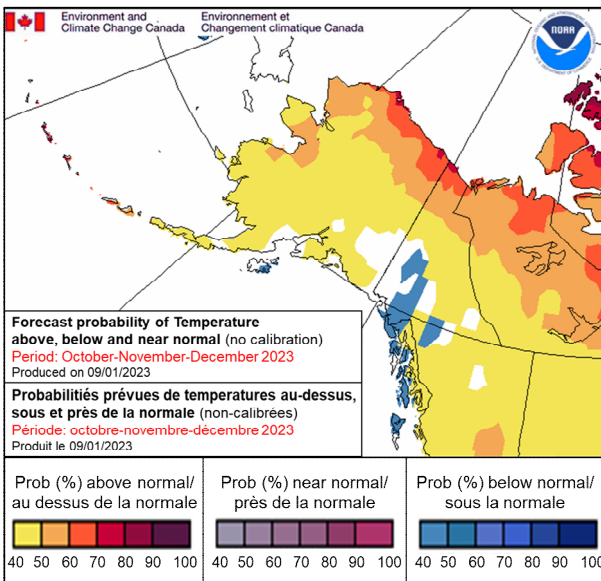 Environment and
Climate Change Canada
Environnement et
Changement climatique Canada
NOAA
Forecast probability of Temperature
above, below and near normal (no calibration)
Period: October-November-December 2023
Produced on 09/01/2023
Probabilités prévues de temperatures au-dessus,
sous et près de la normale (non-calibrées)
Période: octobre-novembre-décembre 2023
Produit le 09/01/2023
Prob (%) above normal/
au dessus de la normale
40 50 60 70 80 90 100
Prob (%) near normal/
près de la normale
40 50 60 70 80 90 100
Prob (%) below normal/
sous la normale
40 50 60 70 80 90 100